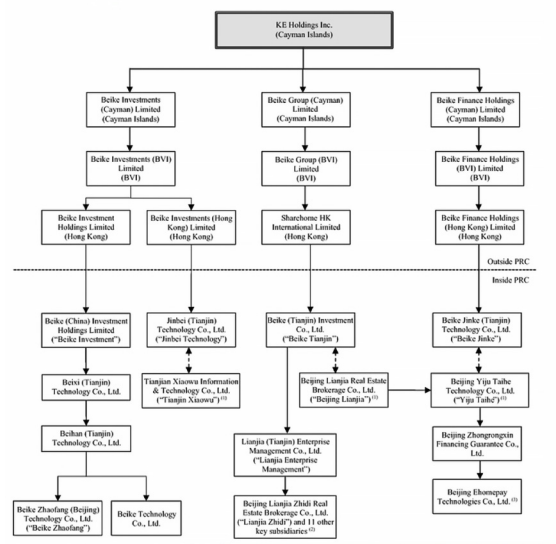 KE Holdings Inc.
(Cayman Islands)
Beike Investments
(Cayman) Limited
(Cayman Islands)
Beike Group (Cayman)
Limited
(Cayman Islands)
Beike Finance Holdings
(Cayman) Limited
(Cayman Islands)
Beike Investments (BVI)
Limited
(BVI)
Beike Group (BVI)
Limited
(BVI)
Beike Finance Holdings
(BVI) Limited
(BVI)
Beike Investment
Holdings Limited
(Hong Kong)
Beike Investments (Hong
Kong) Limited
(Hong Kong)
Sharehome HK
International Limited
(Hong Kong)
Beike Finance Holdings
(Hong Kong) Limited
(Hong Kong)
Outside PRC
Inside PRC
Beike (China) Investment
Holdings Limited
(“Beike Investment”)
Jinbei (Tianjin)
Technology Co., Ltd.
(“Jinbei Technology”)
Beike (Tianjin) Investment
Co., Ltd.
(“Beike Tianjin”)
Beike Jinke (Tianjin)
Technology Co., Ltd.
(“Beike Jinke”)
Beixi (Tianjin)
Technology Co., Ltd.
Tianjian Xiaowu Information
& Technology Co., Ltd.
(“Tianjin Xiaowu”) (1)
Beijing Lianjia Real Estate
Brokerage Co., Ltd.
(“Beijing Lianjia”) (1)
Beijing Yiju Taihe
Technology Co., Ltd.
(“Yiju Taihe”) (1)
Beihan (Tianjin)
Technology Co., Ltd.
Lianjia (Tianjin) Enterprise
Management Co., Ltd.
(“Lianjia Enterprise
Management”)
Beijing Zhongrongxin
Financing Guarantee Co.,
Ltd.
Beike Zhaofang (Beijing)
Technology Co., Ltd.
(“Beike Zhaofang”)
Beike Technology
Co., Ltd.
Beijing Lianjia Zhidi Real
Estate Brokerage Co., Ltd.
(“Lianjia Zhidi”) and 11 other
key subsidiaries (2)
Beijing Ehomepay
Technologies Co., Ltd. (3)